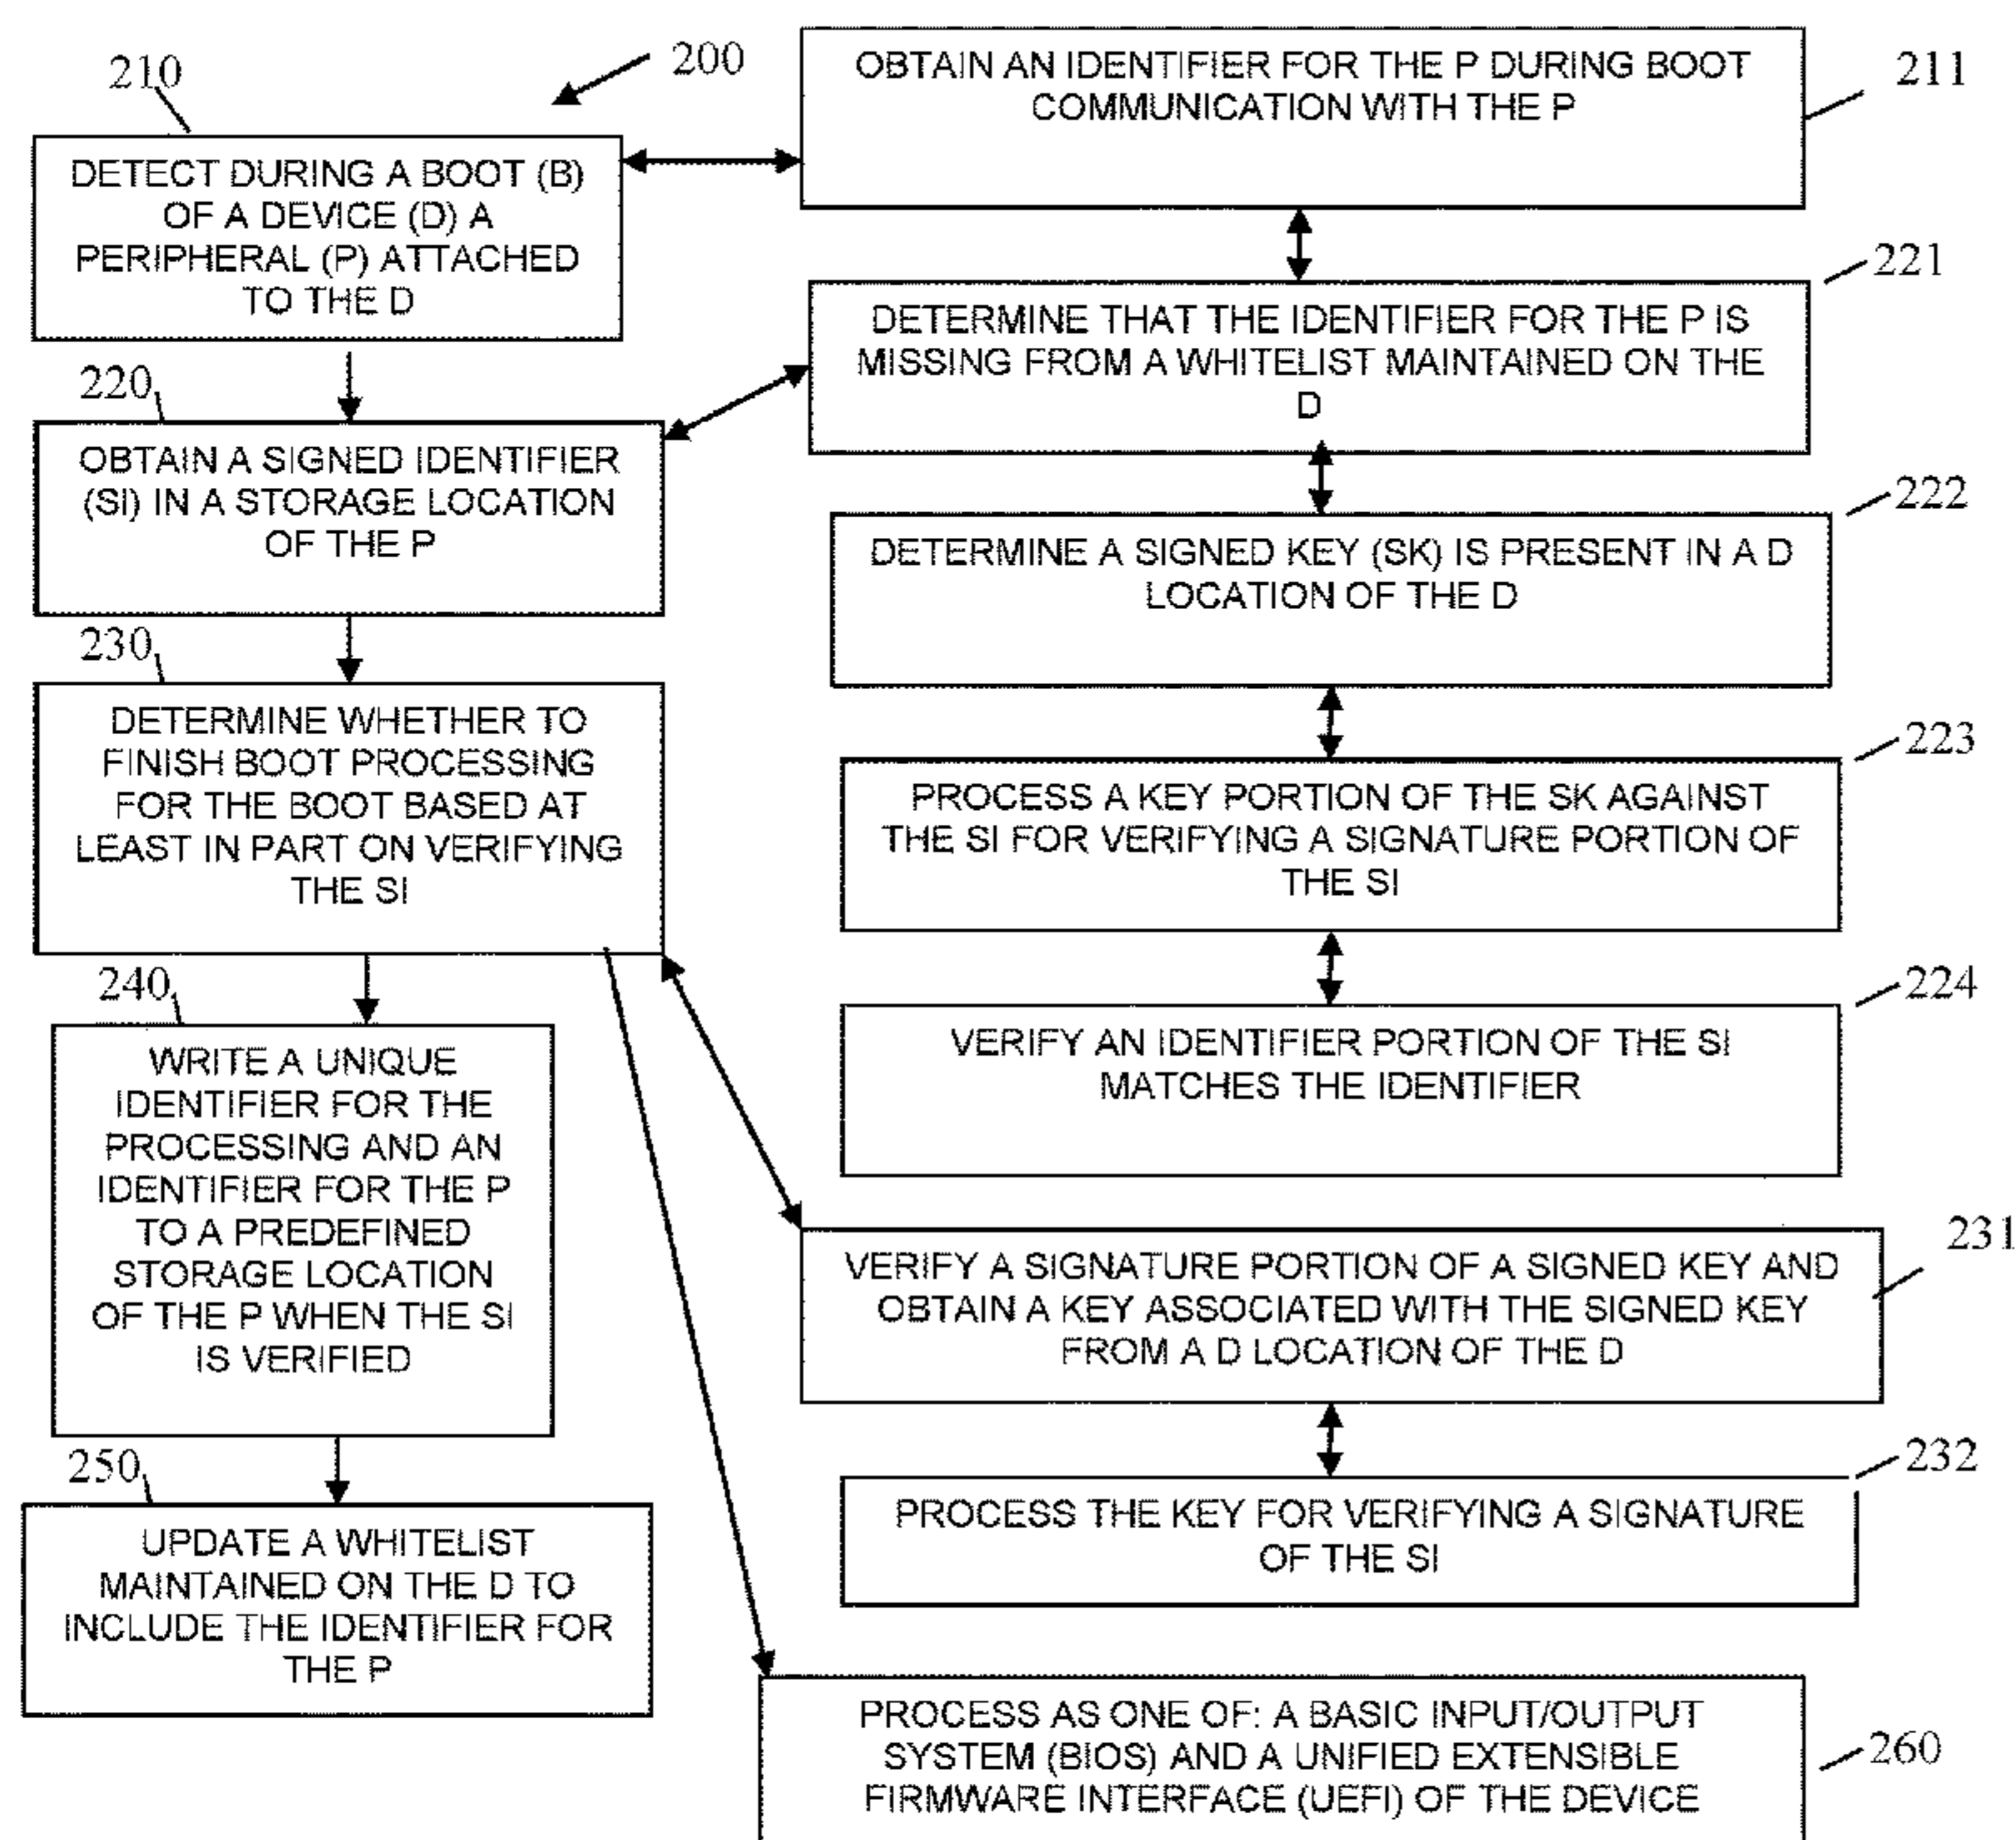 200
210
DETECT DURING A BOOT (B)
OF A DEVICE (D) A
PERIPHERAL (P) ATTACHED
TO THE D
211
OBTAIN AN IDENTIFIER FOR THE P DURING BOOT
COMMUNICATION WITH THE P
220
OBTAIN A SIGNED IDENTIFIER
(SI) IN A STORAGE LOCATION
OF THE P
221
DETERMINE THAT THE IDENTIFIER FOR THE P IS
MISSING FROM A WHITELIST MAINTAINED ON THE
D
222
DETERMINE A SIGNED KEY (SK) IS PRESENT IN A D
LOCATION OF THE D
223
PROCESS A KEY PORTION OF THE SK AGAINST
THE SI FOR VERIFYING A SIGNATURE PORTION OF
THE SI
224
VERIFY AN IDENTIFIER PORTION OF THE SI
MATCHES THE IDENTIFIER
230
DETERMINE WHETHER TO
FINISH BOOT PROCESSING
FOR THE BOOT BASED AT
LEAST IN PART ON VERIFYING
THE SI
231
VERIFY A SIGNATURE PORTION OF A SIGNED KEY AND
OBTAIN A KEY ASSOCIATED WITH THE SIGNED KEY
FROM A D LOCATION OF THE D
232
PROCESS THE KEY FOR VERIFYING A SIGNATURE
OF THE SI
240
WRITE A UNIQUE
IDENTIFIER FOR THE
PROCESSING AND AN
IDENTIFIER FOR THE P
TO A PREDEFINED
STORAGE LOCATION
OF THE P WHEN THE SI
IS VERIFIED
250
UPDATE A WHITELIST
MAINTAINED ON THE D TO
INCLUDE THE IDENTIFIER FOR
THE P
260
PROCESS AS ONE OF: A BASIC INPUT/OUTPUT
SYSTEM (BIOS) AND A UNIFIED EXTENSIBLE
FIRMWARE INTERFACE (UEFI) OF THE DEVICE